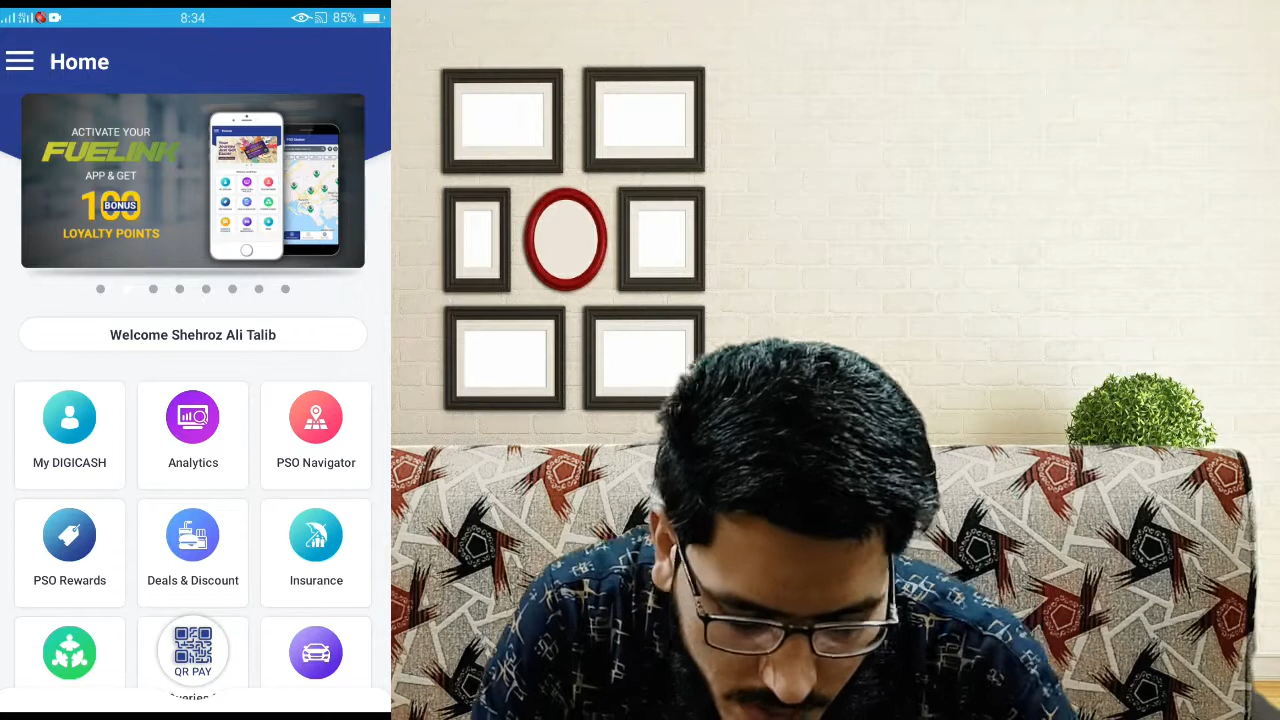 8:34
85%
Home
ACTIVATE YOUR
FUELINK
APP & GET
100
BONUS
LOYALTY POINTS
Welcome Shehroz Ali Talib
My DIGICASH
Analytics
PSO Navigator
PSO Rewards
Deals & Discount
Insurance
QR PAY